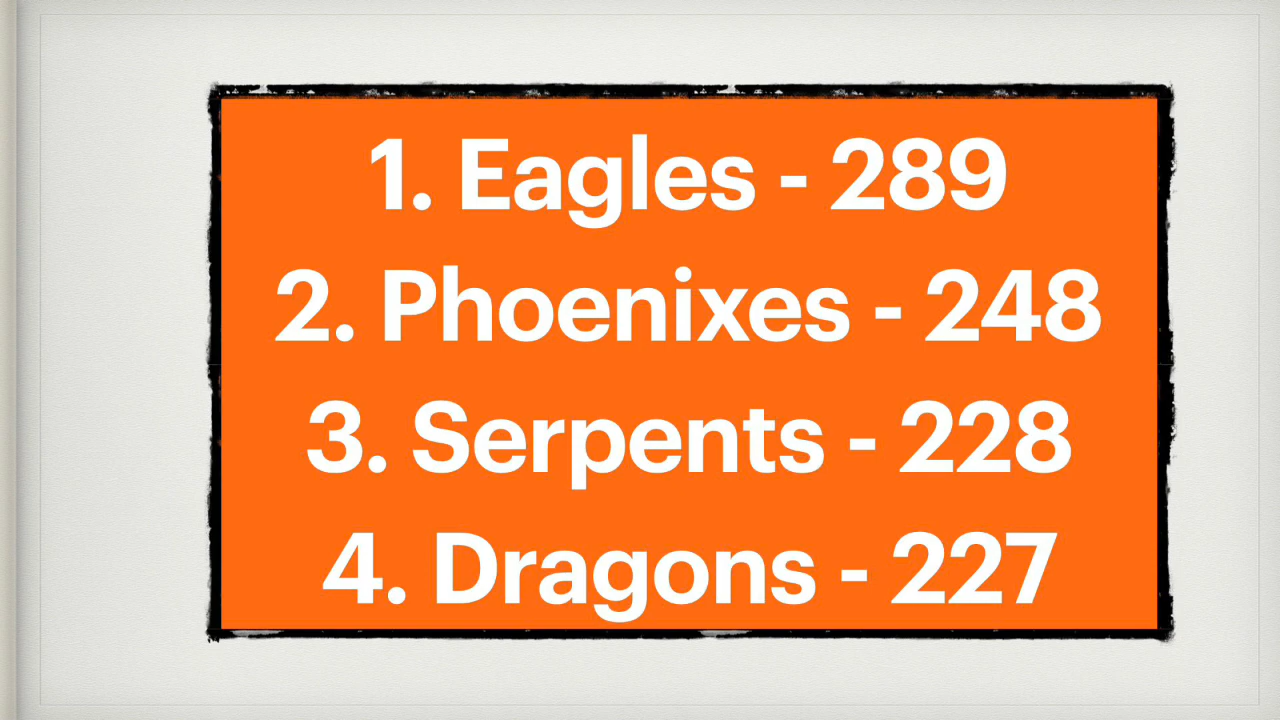 1. Eagles - 289
2. Phoenixes - 248
3. Serpents - 228
4. Dragons - 227